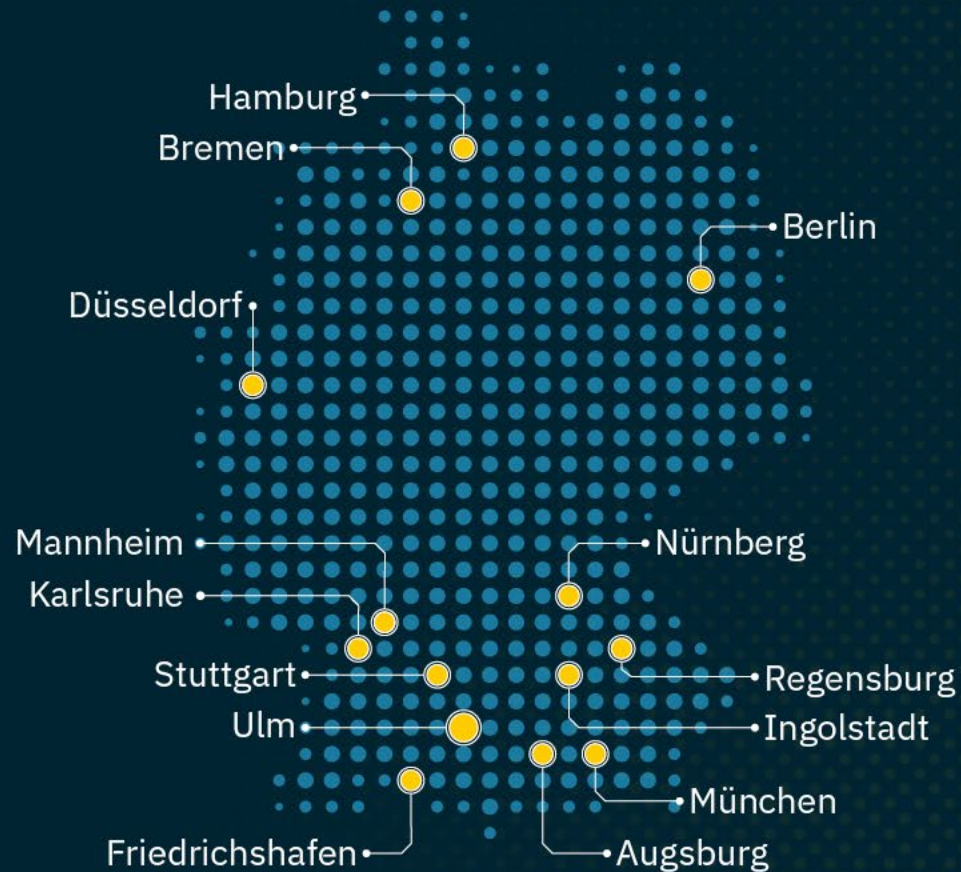 Hamburg
Bremen
Berlin
Düsseldorf
Mannheim
Nürnberg
Karlsruhe
Stuttgart
Regensburg
Ulm
Ingolstadt
München
Friedrichshafen
Augsburg